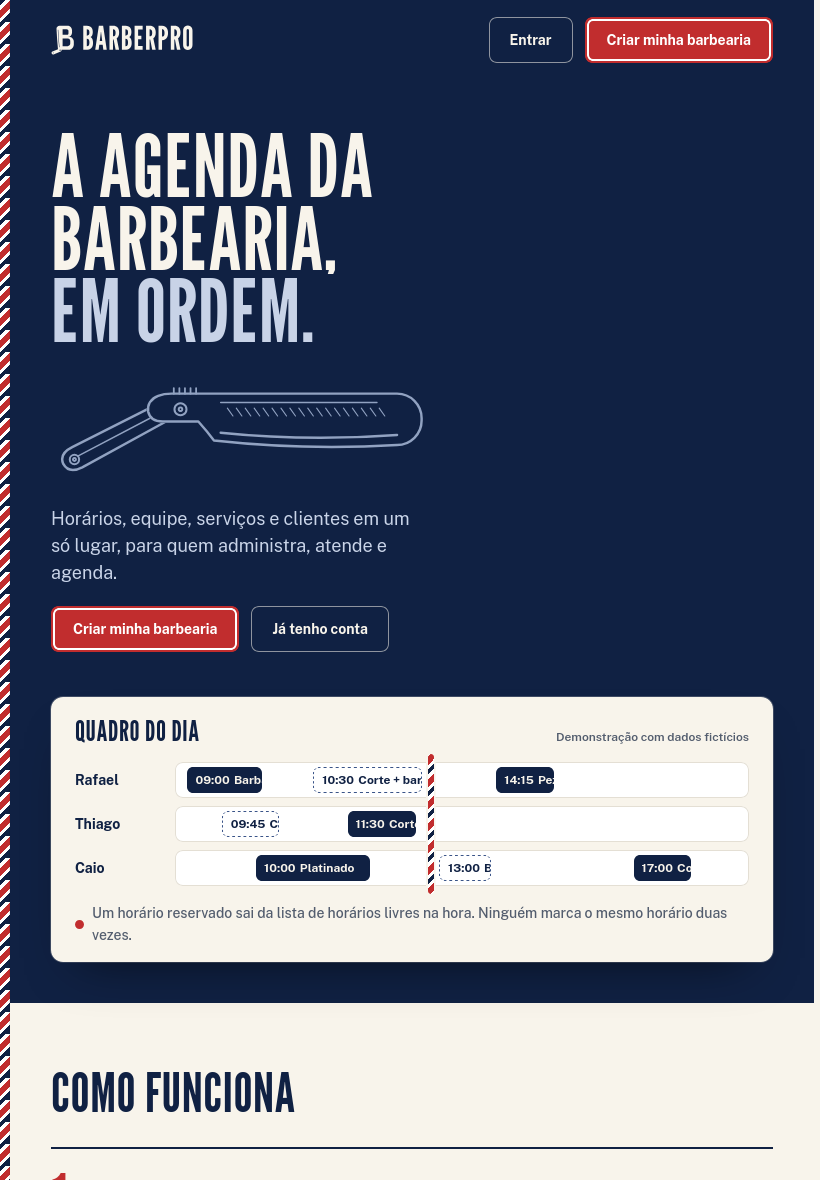 BARBERPRO
Entrar
Criar minha barbearia
A AGENDA DA
BARBEARIA,
EM ORDEM.
Horários, equipe, serviços e clientes em um
só lugar, para quem administra, atende e
agenda.
Criar minha barbearia
Já tenho conta
QUADRO DO DIA
Demonstração com dados fictícios
Rafael
09:00 Barb
10:30 Corte + bar
14:15
Thiago
09:45 C
11:30 Corte
Caio
10:00 Platinado
13:00 B
17:00 Co
Um horário reservado sai da lista de horários livres na hora. Ninguém marca o mesmo horário duas
vezes.
COMO FUNCIONA